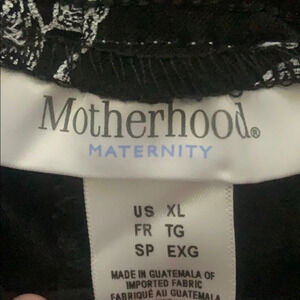 Motherhood®
MATERNITY
US XL
FR TG
SP EXG
MADE IN GUATEMALA OF
IMPORTED FABRIC
FABRIQUÉ AU GUATEMALA